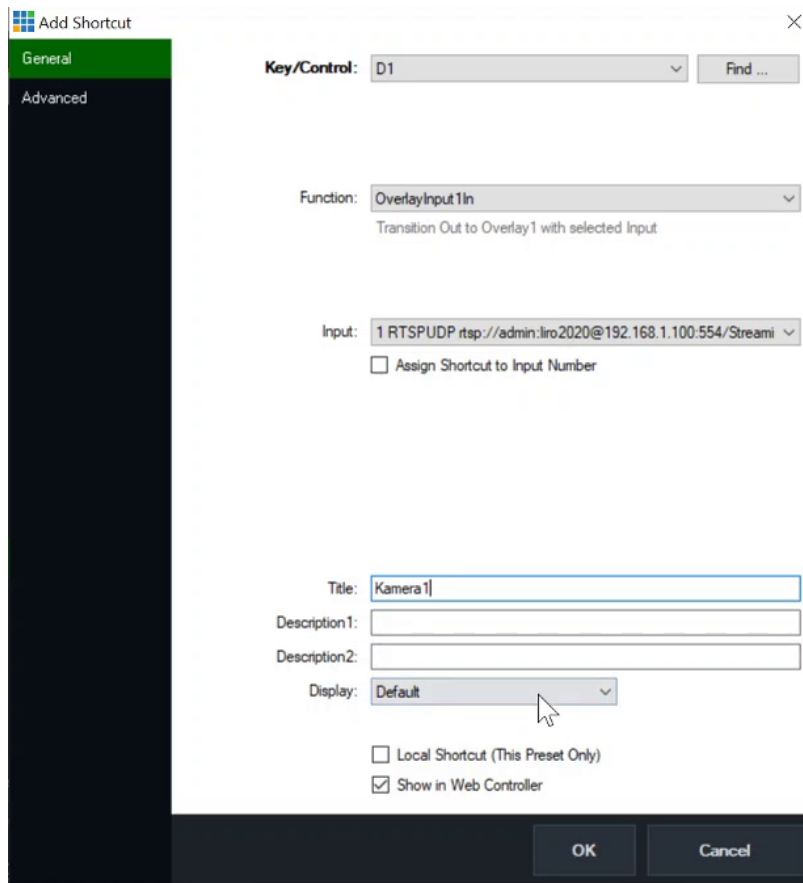 Add Shortcut
General
Advanced
Key/Control: D1 Find ...
Function: OverlayInput1In
Transition Out to Overlay1 with selected Input
Input: 1 RTSPUDP rtsp://admin:liro2020@192.168.1.100:554/Streami
Assign Shortcut to Input Number
Title: Kamera1
Description1:
Description2:
Display: Default
Local Shortcut (This Preset Only)
Show in Web Controller
OK Cancel